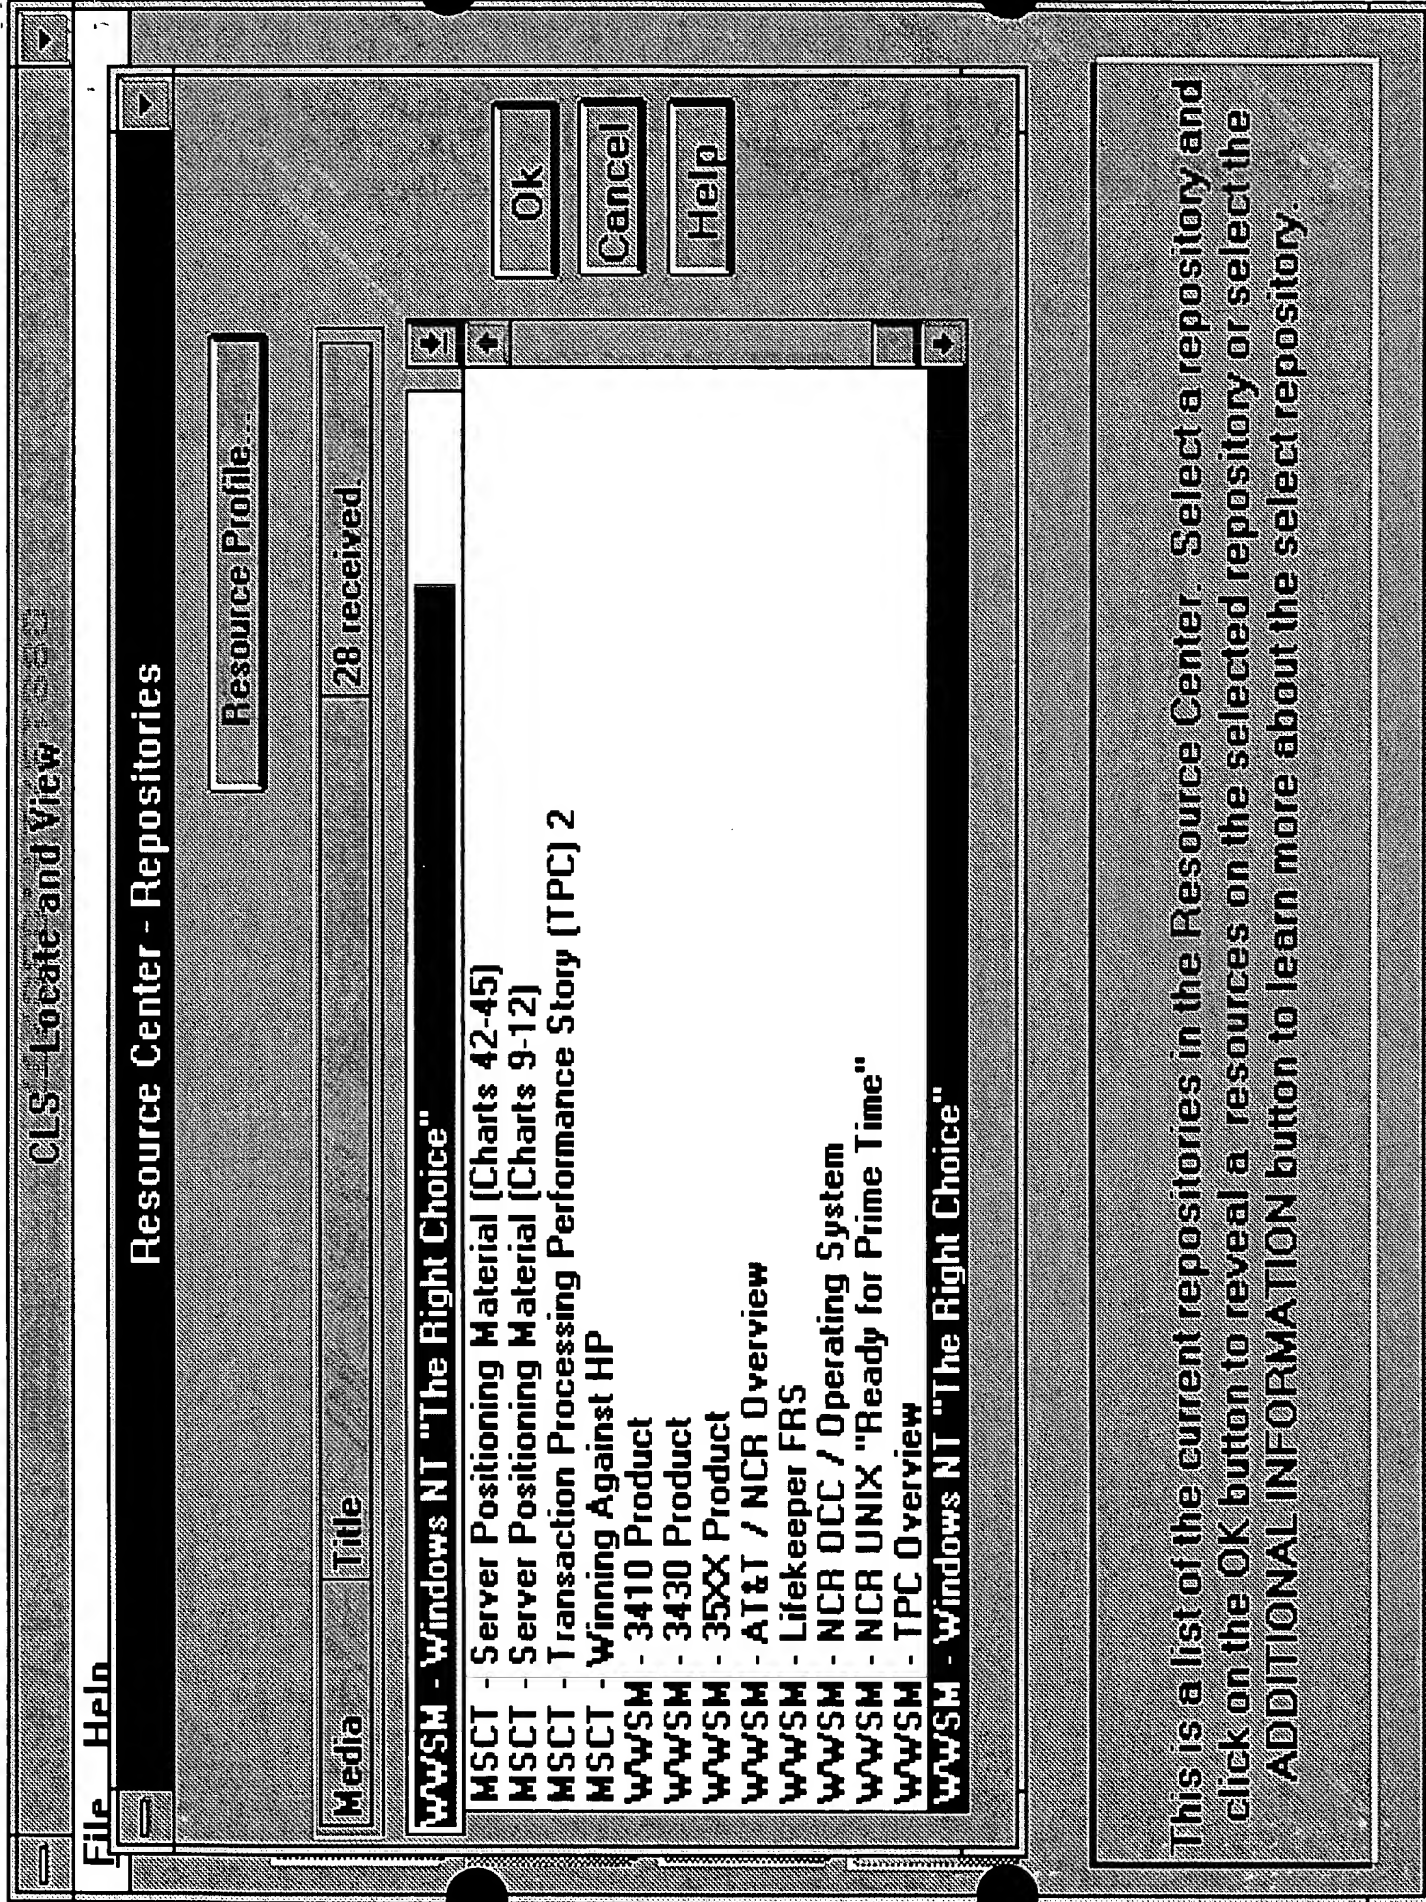 CLS - Locate and View
File Help
Resource Center - Repositories
Resource Profile...
Media Title 28 received.
WWSM - Windows NT "The Right Choice"
MSCT - Server Positioning Material (Charts 42-45)
MSCT - Server Positioning Material (Charts 9-12)
MSCT - Transaction Processing Performance Story (TPC) 2
MSCT - Winning Against HP
WWSM - 3410 Product
WWSM - 3430 Product
WWSM - 35XX Product
WWSM - AT&T / NCR Overview
WWSM - Lifekeeper FRS
WWSM - NCR OCC / Operating System
WWSM - NCR UNIX "Ready for Prime Time"
WWSM - TPC Overview
WWSM - Windows NT "The Right Choice"
Ok
Cancel
Help
This is a list of the current repositories in the Resource Center. Select a repository and
click on the OK button to reveal a resources on the selected repository or select the
ADDITIONAL INFORMATION button to learn more about the select repository.